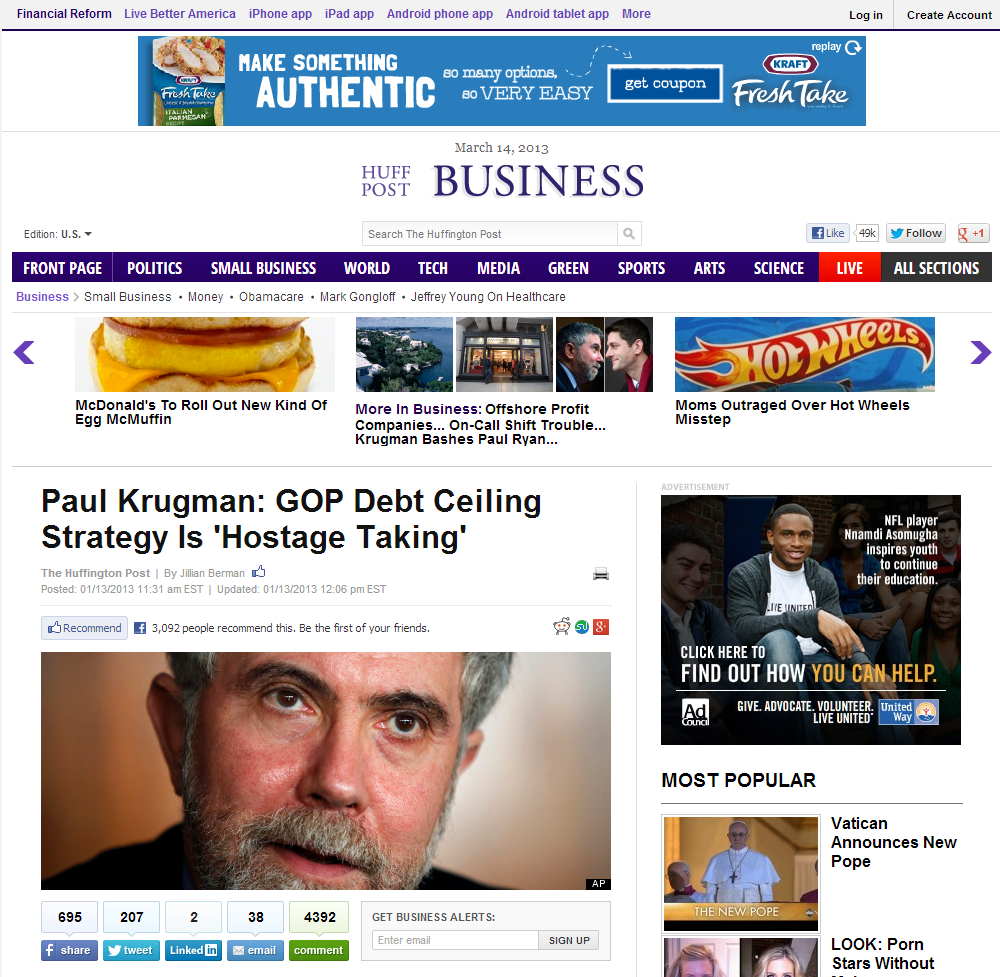 Financial Reform Live Better America iPhone app iPad app Android phone app Android tablet app More Log in Create Account
MAKE SOMETHING
AUTHENTIC
so many options,
so VERY EASY
get coupon
replay
KRAFT
Fresh Take
KRAFT
Fresh Take
ITALIAN
PARMESAN
RECIPE
March 14, 2013
HUFF
POST
BUSINESS
Edition: U.S.
Search The Huffington Post
Like 49k Follow +1
FRONT PAGE POLITICS SMALL BUSINESS WORLD TECH MEDIA GREEN SPORTS ARTS SCIENCE LIVE ALL SECTIONS
Business > Small Business • Money • Obamacare • Mark Gongloff • Jeffrey Young On Healthcare
HOT WHEELS
McDonald's To Roll Out New Kind Of
Egg McMuffin
More In Business: Offshore Profit
Companies... On-Call Shift Trouble...
Krugman Bashes Paul Ryan...
Moms Outraged Over Hot Wheels
Misstep
Paul Krugman: GOP Debt Ceiling
Strategy Is 'Hostage Taking'
The Huffington Post | By Jillian Berman
Posted: 01/13/2013 11:31 am EST | Updated: 01/13/2013 12:06 pm EST
Recommend 3,092 people recommend this. Be the first of your friends.
AP
695 207 2 38 4392
share tweet Linked in email comment
GET BUSINESS ALERTS:
Enter email SIGN UP
ADVERTISEMENT
NFL player
Nnamdi Asomugha
inspires youth
to continue
their education.
LIVE UNITED
CLICK HERE TO
FIND OUT HOW YOU CAN HELP.
Ad
Council
GIVE. ADVOCATE. VOLUNTEER.
LIVE UNITED
United
Way
MOST POPULAR
Vatican
Announces New
Pope
THE NEW POPE
abc
LOOK: Porn
Stars Without